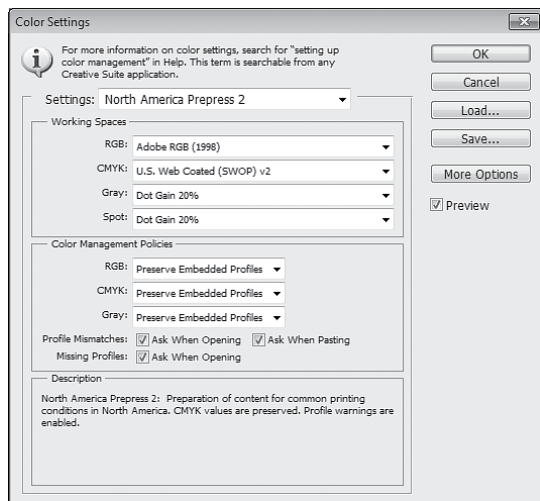 Color Settings
For more information on color settings, search for "setting up
color management" in Help. This term is searchable from any
Creative Suite application.
Settings: North America Prepress 2
Working Spaces
RGB: Adobe RGB (1998)
CMYK: U.S. Web Coated (SWOP) v2
Gray: Dot Gain 20%
Spot: Dot Gain 20%
Color Management Policies
RGB: Preserve Embedded Profiles
CMYK: Preserve Embedded Profiles
Gray: Preserve Embedded Profiles
Profile Mismatches: Ask When Opening Ask When Pasting
Missing Profiles: Ask When Opening
Description
North America Prepress 2: Preparation of content for common printing
conditions in North America. CMYK values are preserved. Profile warnings are
enabled.
OK
Cancel
Load...
Save...
More Options
Preview